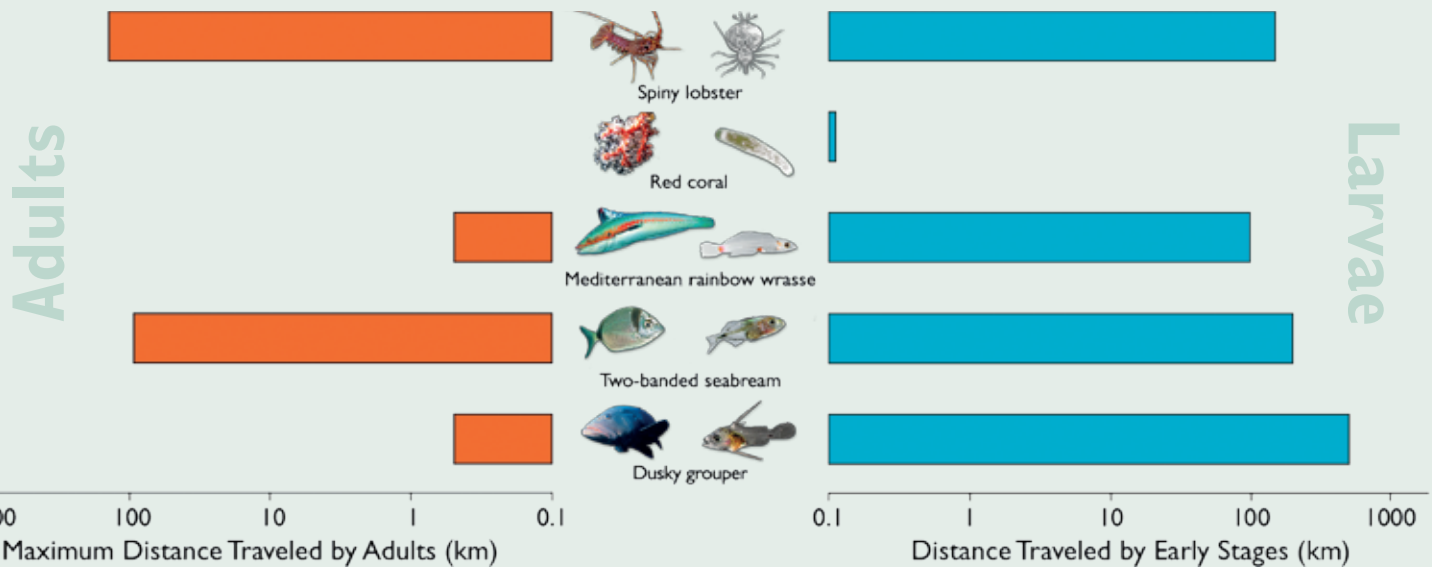 Adults
Larvae
Spiny lobster
Red coral
Mediterranean rainbow wrasse
Two-banded seabream
Dusky grouper
00 100 10 1 0.1
0.1 1 10 100 1000
Maximum Distance Traveled by Adults (km)
Distance Traveled by Early Stages (km)